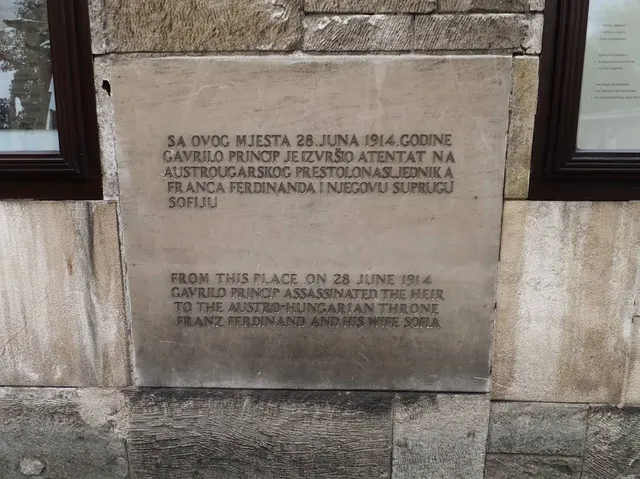 SA OVOG MJESTA 28. JUNA 1914. GODINE
GAVRILO PRINCIP JE IZVRŠIO ATENTAT NA
AUSTROUGARSKOG PRESTOLONASLJEDNIKA
FRANCA FERDINANDA I NJEGOVU SUPRUGU
SOFIJU
FROM THIS PLACE ON 28 JUNE 1914
GAVRILO PRINCIP ASSASSINATED THE HEIR
TO THE AUSTRO-HUNGARIAN THRONE
FRANZ FERDINAND AND HIS WIFE SOFIA